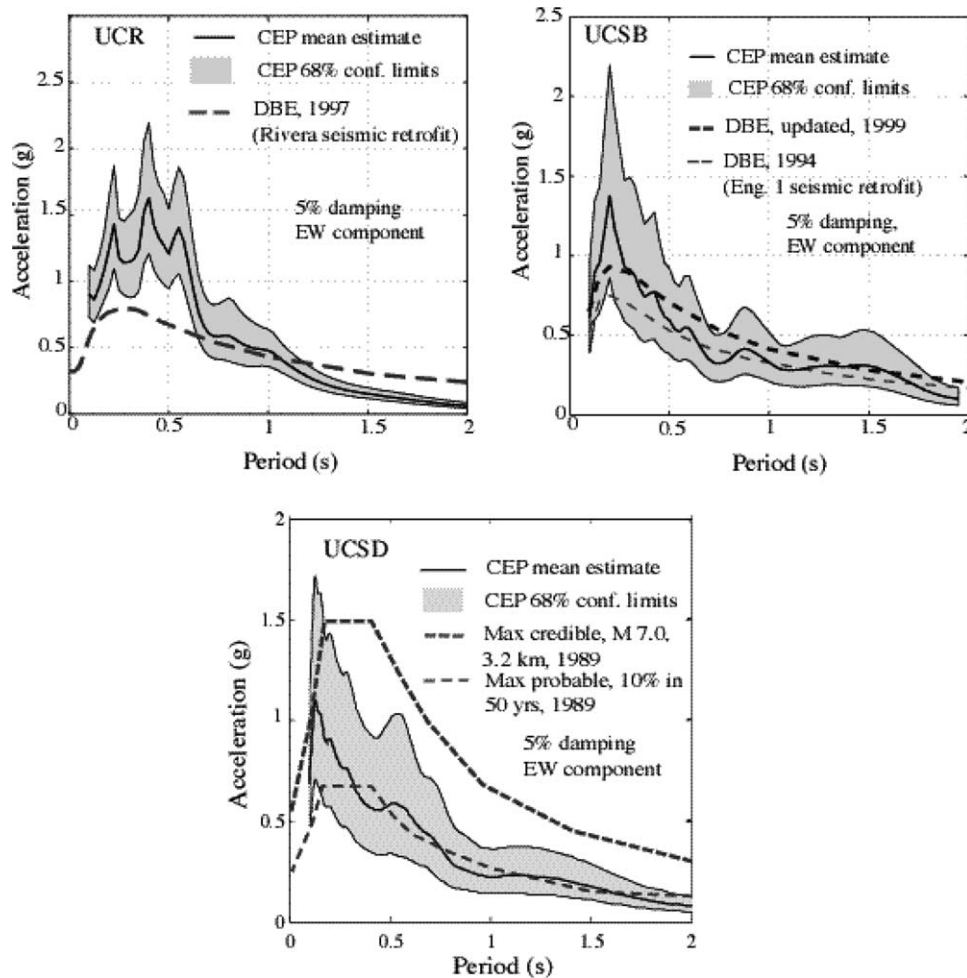 UCR
CEP mean estimate
CEP 68% conf. limits
DBE, 1997
(Rivera seismic retrofit)
5% damping
EW component
Acceleration (g)
2.5
2
1.5
1
0.5
0
0
0.5
1
1.5
2
Period (s)
UCSB
CEP mean estimate
CEP 68% conf. limits
DBE, updated, 1999
DBE, 1994
(Eng. 1 seismic retrofit)
5% damping,
EW component
Acceleration (g)
2.5
2
1.5
1
0.5
0
0
0.5
1
1.5
2
Period (s)
UCSD
CEP mean estimate
CEP 68% conf. limits
Max credible, M 7.0,
3.2 km, 1989
Max probable, 10% in
50 yrs, 1989
5% damping
EW component
Acceleration (g)
2
1.5
1
0.5
0
0
0.5
1
1.5
2
Period (s)